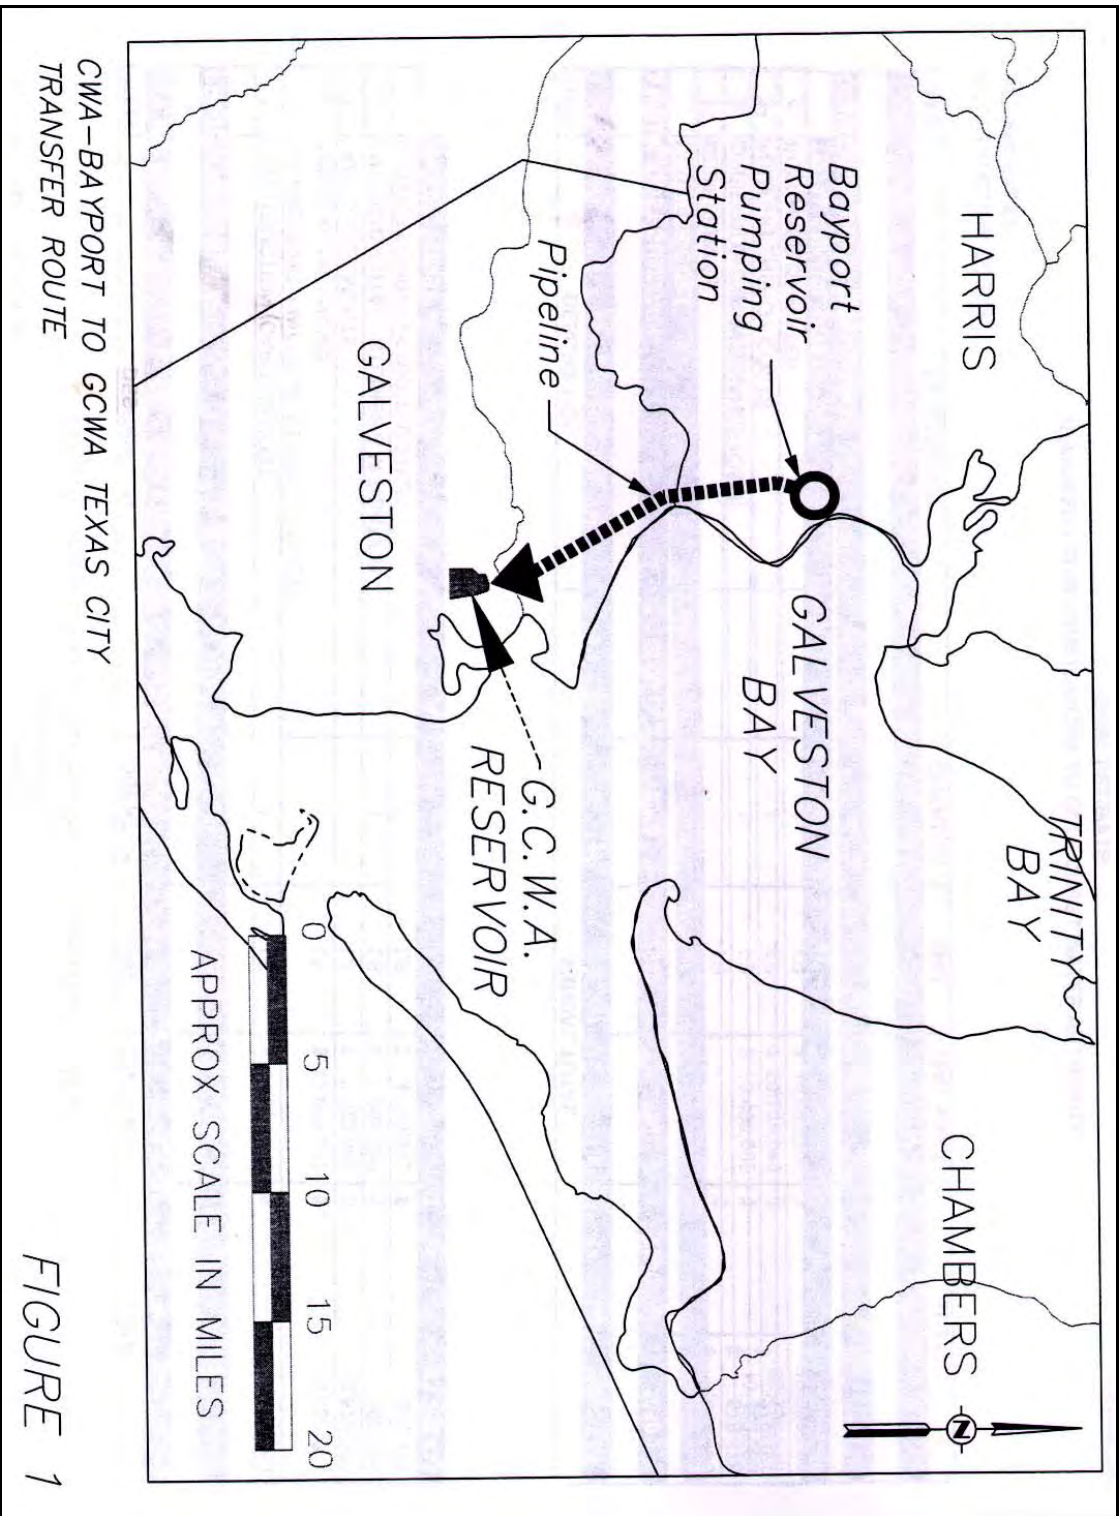 HARRIS
TRINITY
BAY
CHAMBERS
N
Bayport
Reservoir
Pumping
Station
GALVESTON
BAY
Pipeline
GALVESTON
G.C.W.A.
RESERVOIR
0 5 10 15 20
APPROX SCALE IN MILES
CWA-BAYPORT TO GCWA TEXAS CITY
TRANSFER ROUTE
FIGURE 1